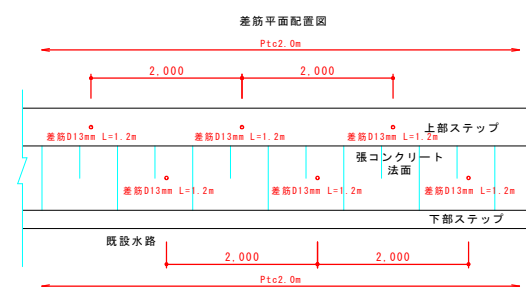 差筋平面配置図
Ptc2.0m
2,000
2,000
上部ステップ
差筋D13mm L=1.2m
差筋D13mm L=1.2m
差筋D13mm L=1.2m
張コンクリート
法面
差筋D13mm L=1.2m
差筋D13mm L=1.2m
差筋D13mm L=1.2m
下部ステップ
既設水路
2,000
2,000
Ptc2.0m